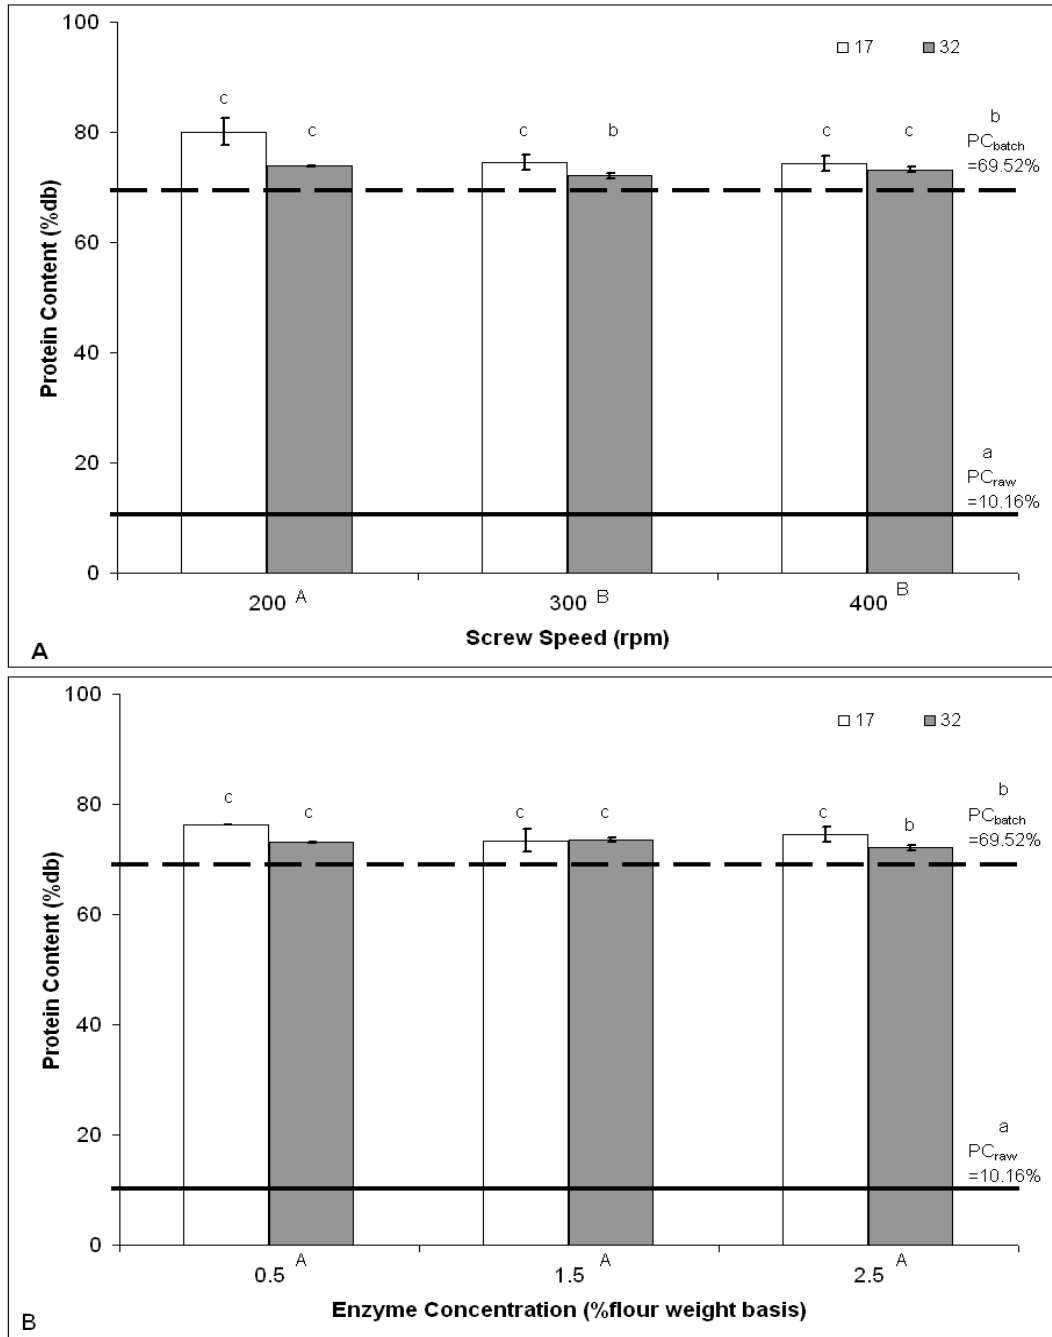 100
80
60
40
20
0
Protein Content (%db)
17 32
c c c b c c
b
PCbatch
=69.52%
a
PCraw
=10.16%
200 A 300 B 400 B
Screw Speed (rpm)
A
100
80
60
40
20
0
Protein Content (%db)
17 32
c c c c c b
b
PCbatch
=69.52%
a
PCraw
=10.16%
0.5 A 1.5 A 2.5 A
Enzyme Concentration (%flour weight basis)
B